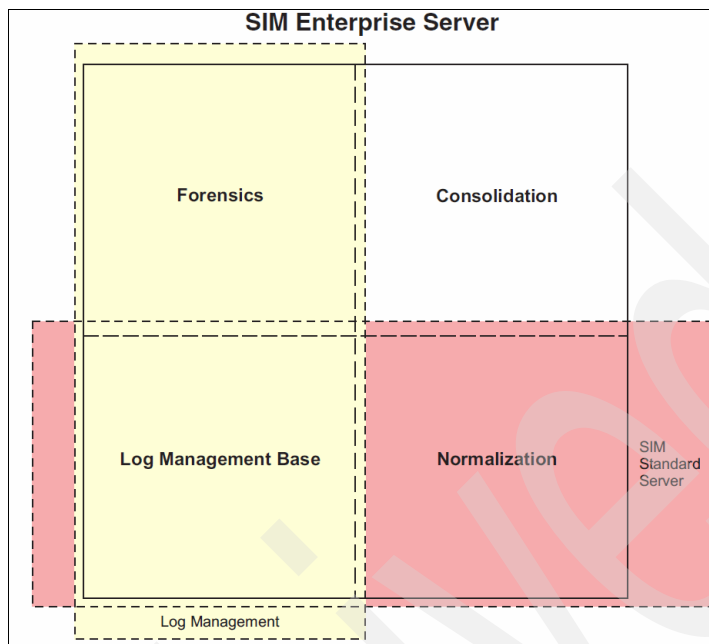 SIM Enterprise Server
Forensics
Consolidation
Log Management Base
Normalization
SIM
Standard
Server
Log Management